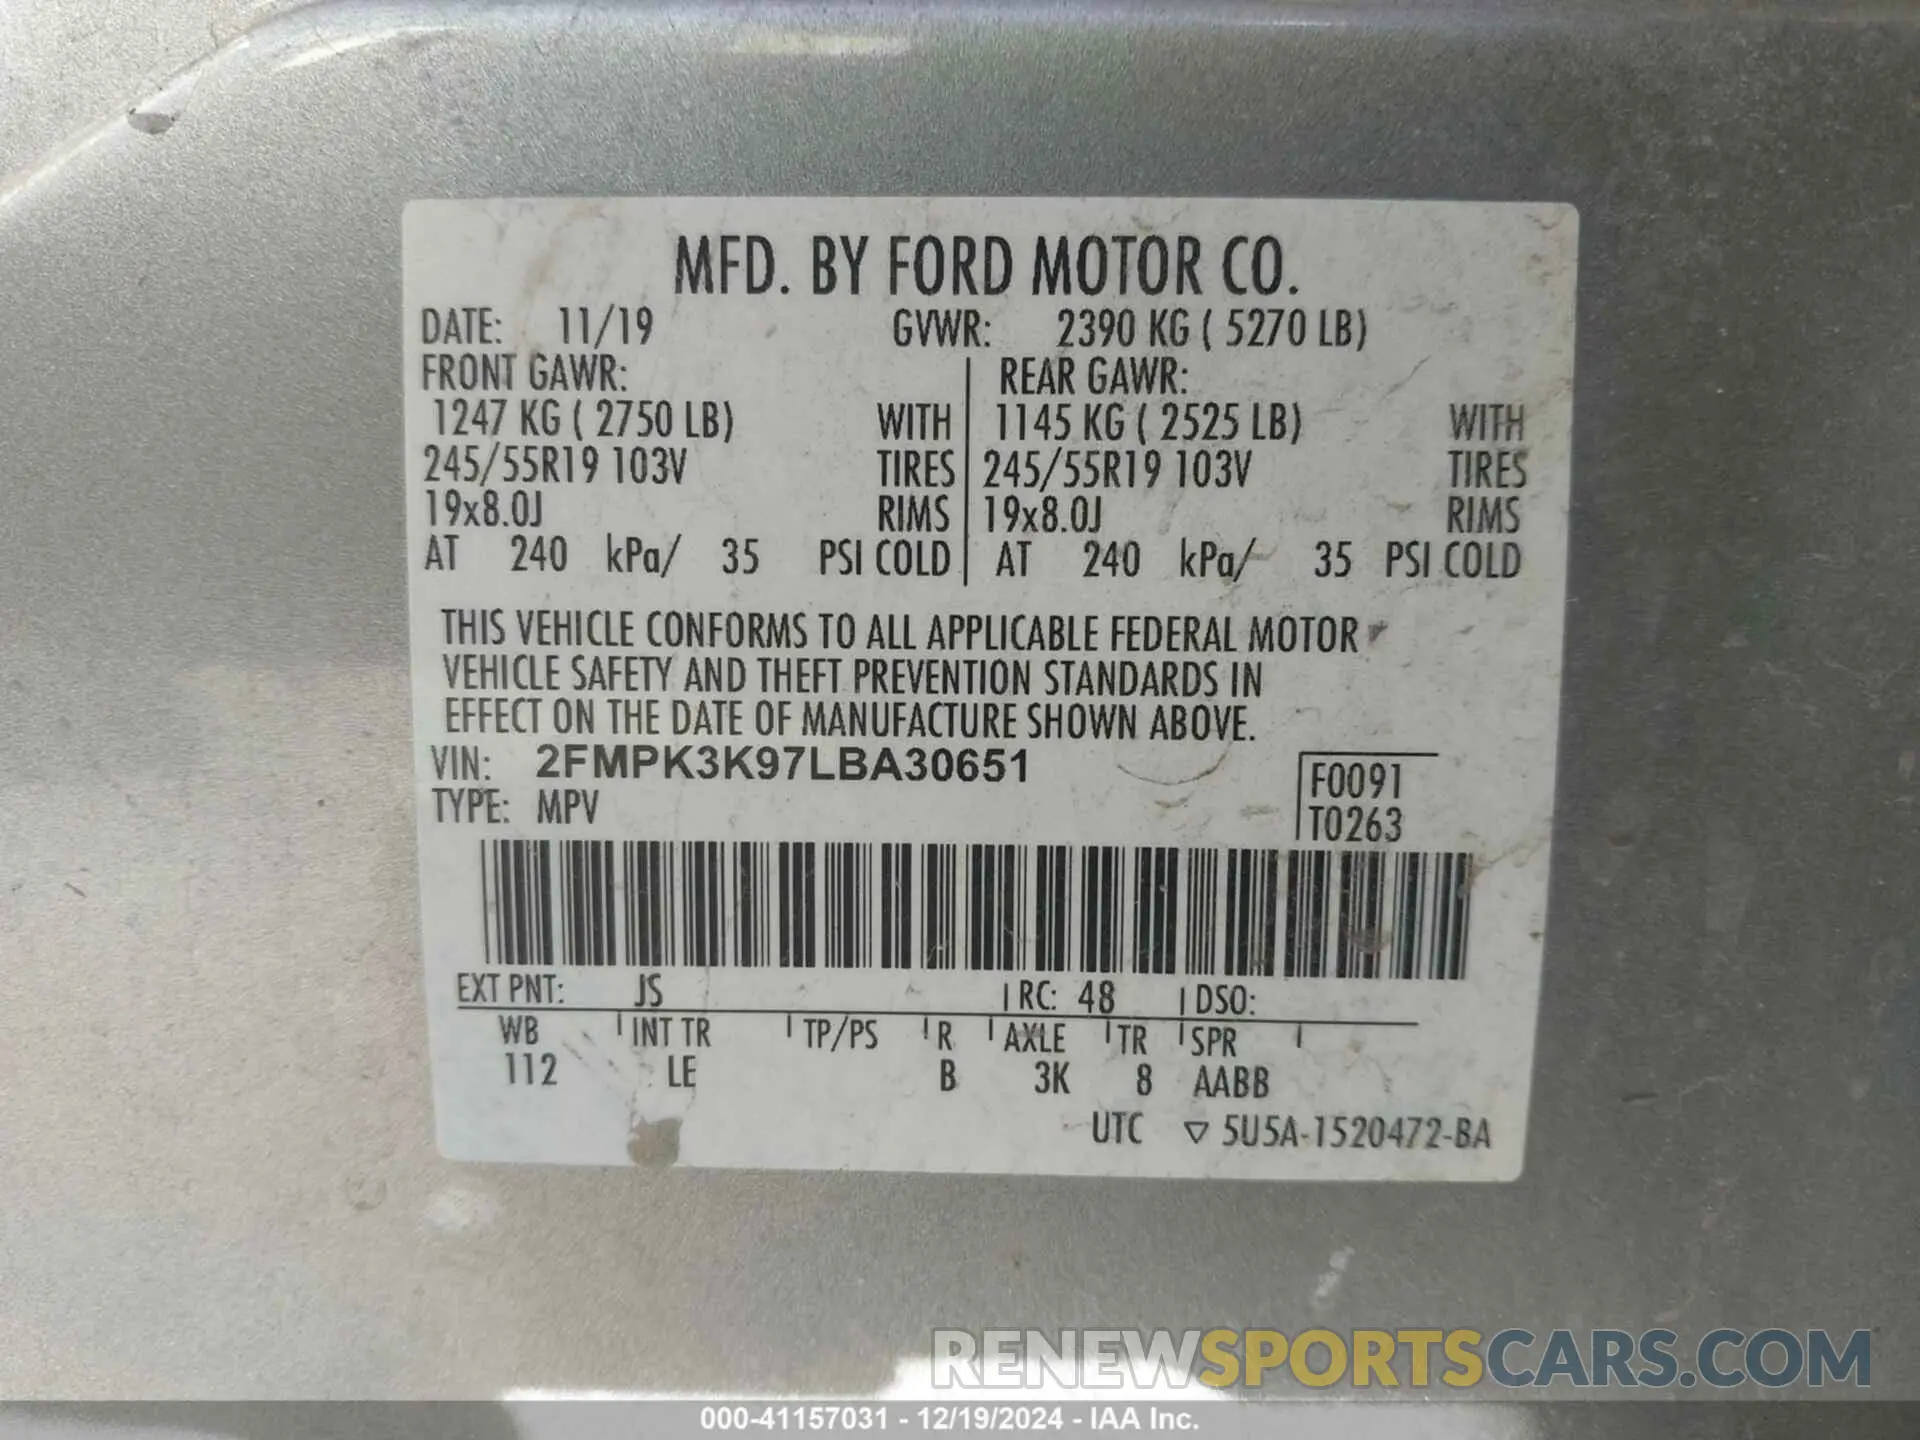 MFD. BY FORD MOTOR CO.
DATE: 11/19 GVWR: 2390 KG ( 5270 LB)
FRONT GAWR: REAR GAWR:
1247 KG ( 2750 LB) WITH 1145 KG ( 2525 LB) WITH
245/55R19 103V TIRES 245/55R19 103V TIRES
19x8.0J RIMS 19x8.0J RIMS
AT 240 kPa/ 35 PSI COLD AT 240 kPa/ 35 PSI COLD
THIS VEHICLE CONFORMS TO ALL APPLICABLE FEDERAL MOTOR
VEHICLE SAFETY AND THEFT PREVENTION STANDARDS IN
EFFECT ON THE DATE OF MANUFACTURE SHOWN ABOVE.
VIN: 2FMPK3K97LBA30651
F0091
TYPE: MPV
T0263
EXT PNT: JS RC: 48 DSO:
WB INT TR TP/PS R AXLE TR SPR
112 LE B 3K 8 AABB
UTC ▽ 5U5A-1520472-BA
RENEWSPORTSCARS.COM
000-41157031 - 12/19/2024 - IAA Inc.